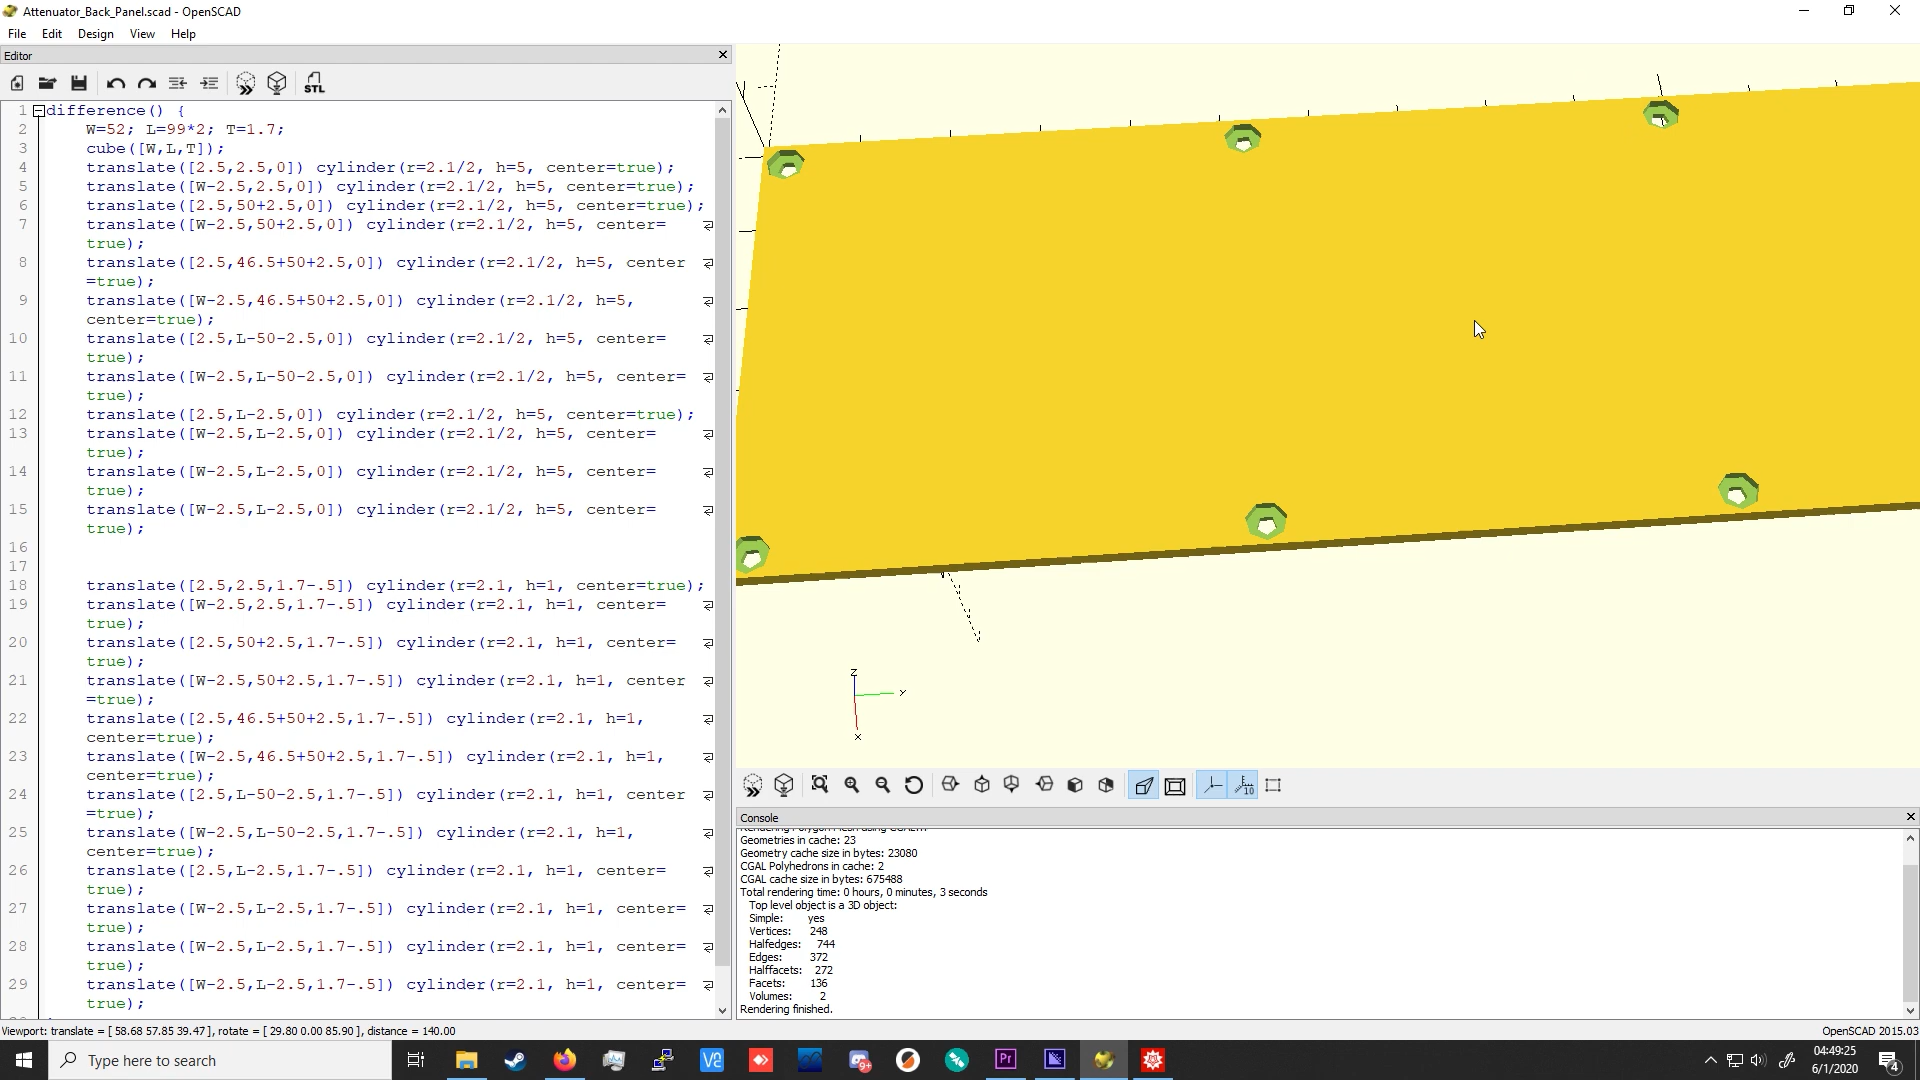 Attenuator_Back_Panel.scad - OpenSCAD
File Edit Design View Help
Editor
STL
1 difference() {
2 W=52; L=99*2; T=1.7;
3 cube([W,L,T]);
4 translate([2.5,2.5,0]) cylinder(r=2.1/2, h=5, center=true);
5 translate([W-2.5,2.5,0]) cylinder(r=2.1/2, h=5, center=true);
6 translate([2.5,50+2.5,0]) cylinder(r=2.1/2, h=5, center=true);
7 translate([W-2.5,50+2.5,0]) cylinder(r=2.1/2, h=5, center=
true);
8 translate([2.5,46.5+50+2.5,0]) cylinder(r=2.1/2, h=5, center
=true);
9 translate([W-2.5,46.5+50+2.5,0]) cylinder(r=2.1/2, h=5,
center=true);
10 translate([2.5,L-50-2.5,0]) cylinder(r=2.1/2, h=5, center=
true);
11 translate([W-2.5,L-50-2.5,0]) cylinder(r=2.1/2, h=5, center=
true);
12 translate([2.5,L-2.5,0]) cylinder(r=2.1/2, h=5, center=true);
13 translate([W-2.5,L-2.5,0]) cylinder(r=2.1/2, h=5, center=
true);
14 translate([W-2.5,L-2.5,0]) cylinder(r=2.1/2, h=5, center=
true);
15 translate([W-2.5,L-2.5,0]) cylinder(r=2.1/2, h=5, center=
true);
16
17
18 translate([2.5,2.5,1.7-.5]) cylinder(r=2.1, h=1, center=true);
19 translate([W-2.5,2.5,1.7-.5]) cylinder(r=2.1, h=1, center=
true);
20 translate([2.5,50+2.5,1.7-.5]) cylinder(r=2.1, h=1, center=
true);
21 translate([W-2.5,50+2.5,1.7-.5]) cylinder(r=2.1, h=1, center
=true);
22 translate([2.5,46.5+50+2.5,1.7-.5]) cylinder(r=2.1, h=1,
center=true);
23 translate([W-2.5,46.5+50+2.5,1.7-.5]) cylinder(r=2.1, h=1,
center=true);
24 translate([2.5,L-50-2.5,1.7-.5]) cylinder(r=2.1, h=1, center
=true);
25 translate([W-2.5,L-50-2.5,1.7-.5]) cylinder(r=2.1, h=1,
center=true);
26 translate([2.5,L-2.5,1.7-.5]) cylinder(r=2.1, h=1, center=
true);
27 translate([W-2.5,L-2.5,1.7-.5]) cylinder(r=2.1, h=1, center=
true);
28 translate([W-2.5,L-2.5,1.7-.5]) cylinder(r=2.1, h=1, center=
true);
29 translate([W-2.5,L-2.5,1.7-.5]) cylinder(r=2.1, h=1, center=
true);
z
y
x
10
Console
Rendering Polygon Mesh using CGAL...
Geometries in cache: 23
Geometry cache size in bytes: 23080
CGAL Polyhedrons in cache: 2
CGAL cache size in bytes: 675488
Total rendering time: 0 hours, 0 minutes, 3 seconds
Top level object is a 3D object:
Simple: yes
Vertices: 248
Halfedges: 744
Edges: 372
Halffacets: 272
Facets: 136
Volumes: 2
Rendering finished.
Viewport: translate = [ 58.68 57.85 39.47 ], rotate = [ 29.80 0.00 85.90 ], distance = 140.00
OpenSCAD 2015.03
Type here to search
Pr
04:49:25
6/1/2020
4